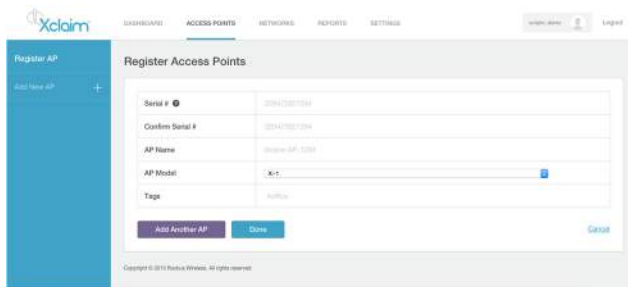 Xclaim
DASHBOARD ACCESS POINTS NETWORKS REPORTS SETTINGS Logout
Register AP
Add New AP +
Register Access Points
Serial # ?
Confirm Serial #
AP Name
AP Model X-1
Tags
Add Another AP Done Cancel
Copyright © 2015 Ruckus Wireless. All rights reserved